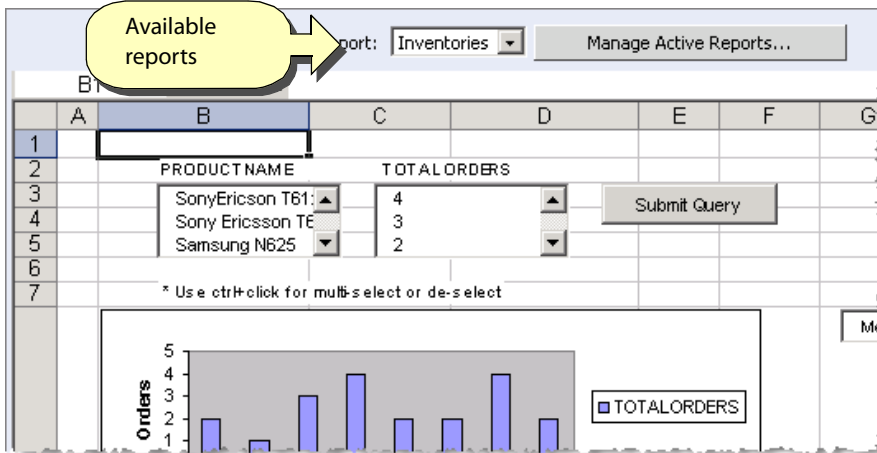 Available
reports
port: Inventories Manage Active Reports...
B1
A B C D E F G
1
2 PRODUCTNAME TOTALORDERS
3 SonyEricson T61: 4 Submit Query
4 Sony Ericsson T6 3
5 Samsung N625 2
6
7 * Use ctrl+click for multi-select or de-select
Me
5
4
3
2
1
Orders
TOTALORDERS